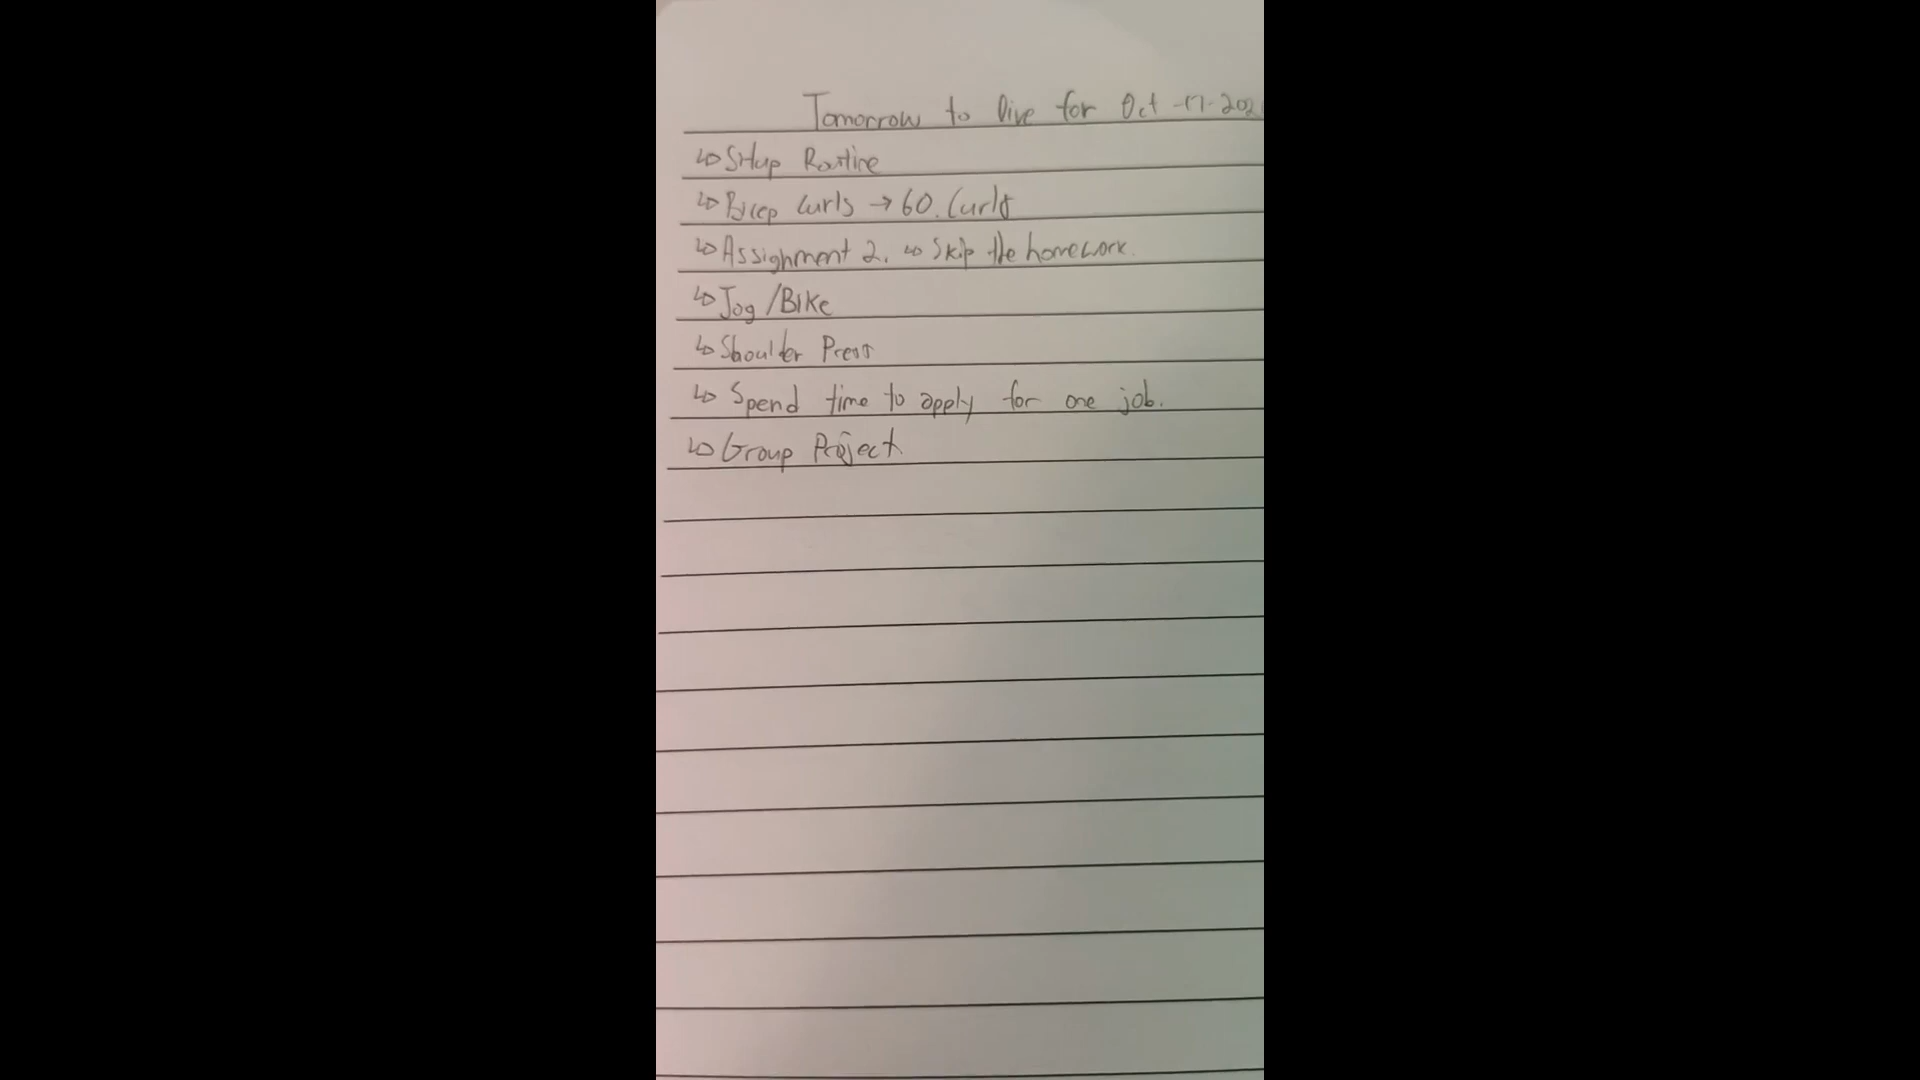 Tomorrow to live for Oct -17-202
↳ Situp Routine
↳ Bicep Curls → 60. Curls
↳ Assignment 2. ↳ Skip the homework.
↳ Jog /Bike
↳ Shoulder Press
↳ Spend time to apply for one job.
↳ Group Project.